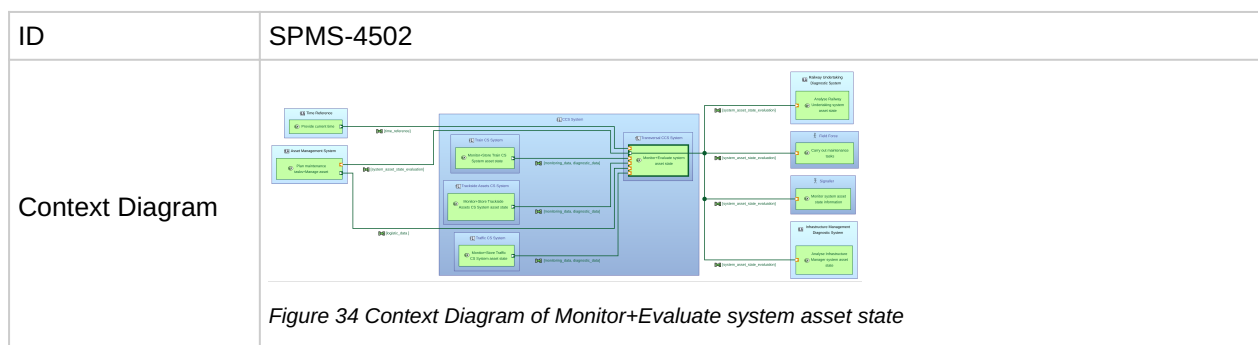 ID
SPMS-4502
Context Diagram
Time Reference
Provide current time
[time_reference]
Asset Management System
Plan maintenance
tasks+Manage asset
[system_asset_state_evaluation]
[logistic_data]
CCS System
Train CS System
Monitor+Store Train CS
System asset state
[monitoring_data, diagnostic_data]
Trackside Assets CS System
Monitor+Store Trackside
Assets CS System asset state
[monitoring_data, diagnostic_data]
Traffic CS System
Monitor+Store Traffic
CS System asset state
[monitoring_data, diagnostic_data]
Transversal CCS System
Monitor+Evaluate system
asset state
[system_asset_state_evaluation]
Railway Undertaking
Diagnostic System
Analyse Railway
Undertaking system
asset state
[system_asset_state_evaluation]
Field Force
Carry out maintenance
tasks
[system_asset_state_evaluation]
Signaller
Monitor system asset
state information
[system_asset_state_evaluation]
Infrastructure Management
Diagnostic System
Analyse Infrastructure
Manager system asset
state
Figure 34 Context Diagram of Monitor+Evaluate system asset state